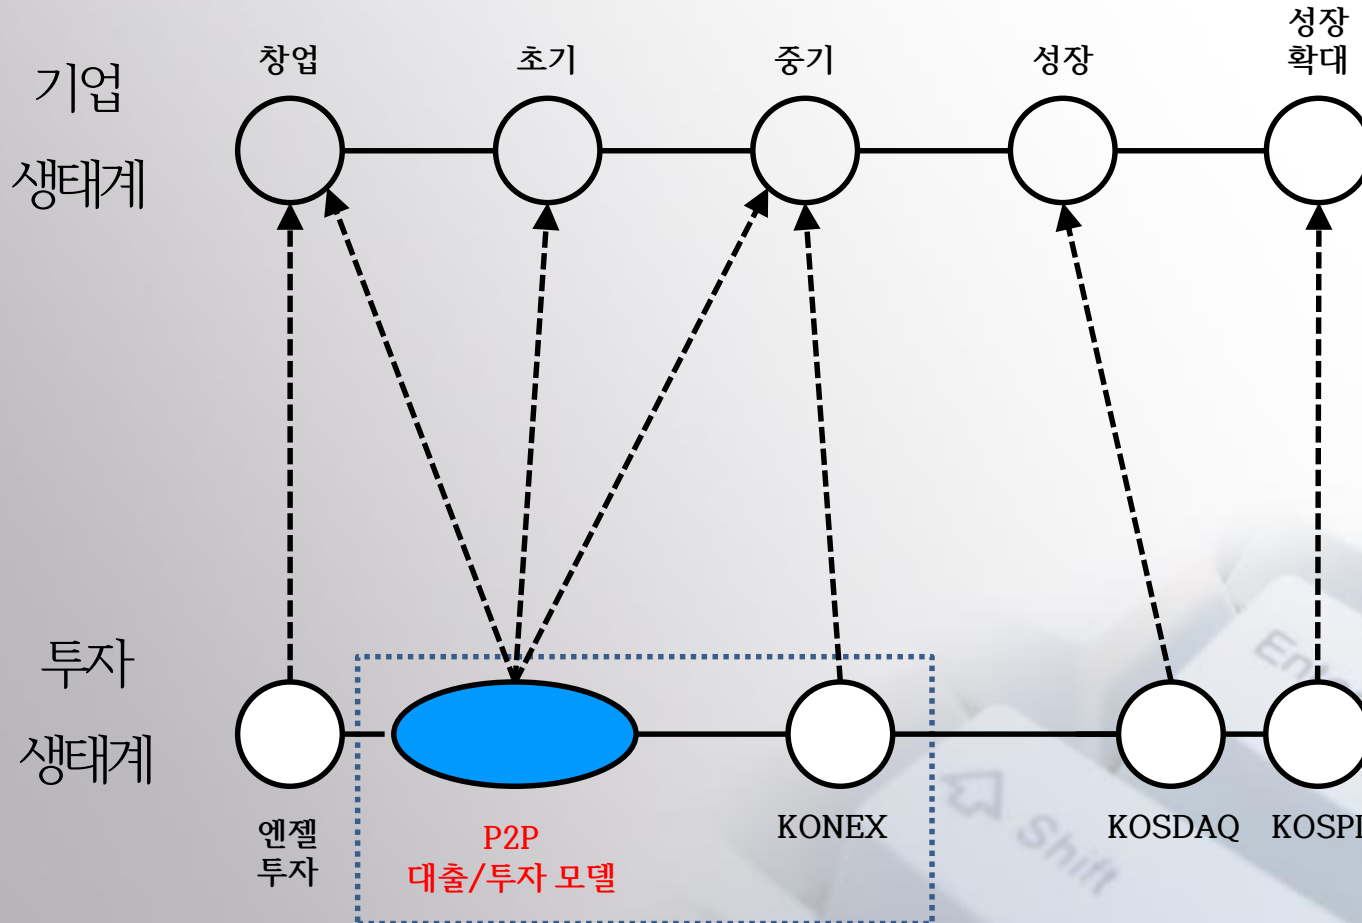 성장
확대
창업
초기
중기
성장
기업
생태계
투자
생태계
엔젤
투자
P2P
대출/투자 모델
KONEX
KOSDAQ
KOSPI
Shift